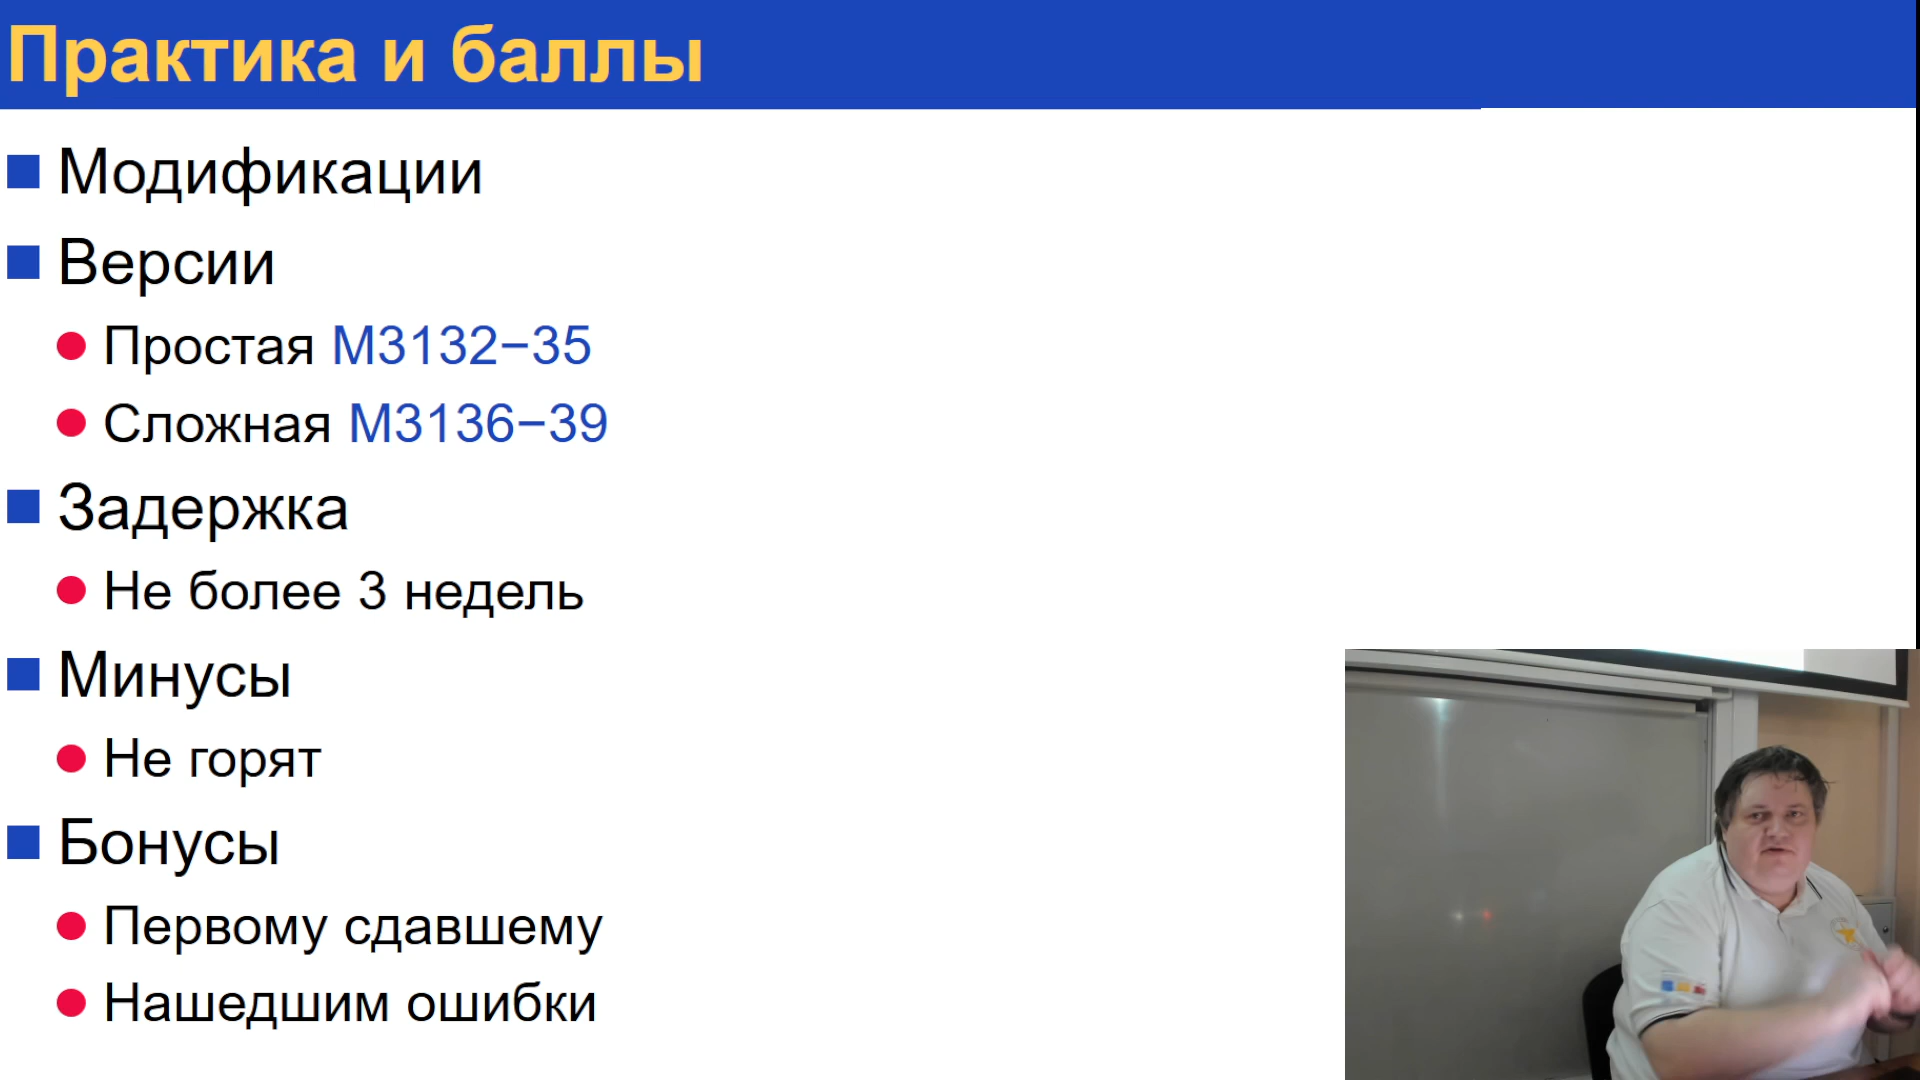 Практика и баллы
Модификации
Версии
Простая M3132−35
Сложная M3136−39
Задержка
Не более 3 недель
Минусы
Не горят
Бонусы
Первому сдавшему
Нашедшим ошибки